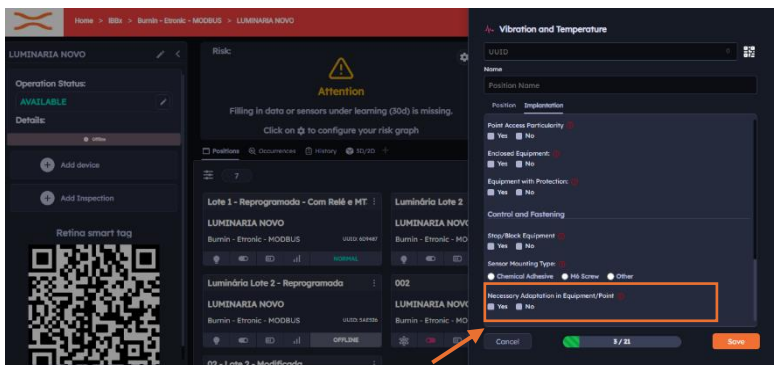 Home > IBBx > Burnin - Etronic - MODBUS > LUMINARIA NOVO
LUMINARIA NOVO
Operation Status:
AVAILABLE
Details:
Offline
Add device
Add Inspection
Retina smart tag
Risk:
Attention
Filling in data or sensors under learning (30d) is missing.
Click on to configure your risk graph
Positions Occurrences History 3D/2D +
7
Lote 1 - Reprogramada - Com Relé e MT
LUMINARIA NOVO
Burnin - Etronic - MODBUS
NORMAL
Luminária Lote 2
LUMINARIA NOVO
Burnin - Etronic - MO
Luminária Lote 2 - Reprogramada
LUMINARIA NOVO
Burnin - Etronic - MODBUS
OFFLINE
002
LUMINARIA NOVO
Burnin - Etronic - MO
02 - Lote 2 - Modificada
Vibration and Temperature
UUID
Name
Position Name
Position Implantation
Point Access Particularity
Yes No
Enclosed Equipment:
Yes No
Equipment with Protection:
Yes No
Control and Fastening
Stop/Block Equipment
Yes No
Sensor Mounting Type:
Chemical Adhesive M6 Screw Other
Necessary Adaptation in Equipment/Point
Yes No
Cancel
3 / 21
Save